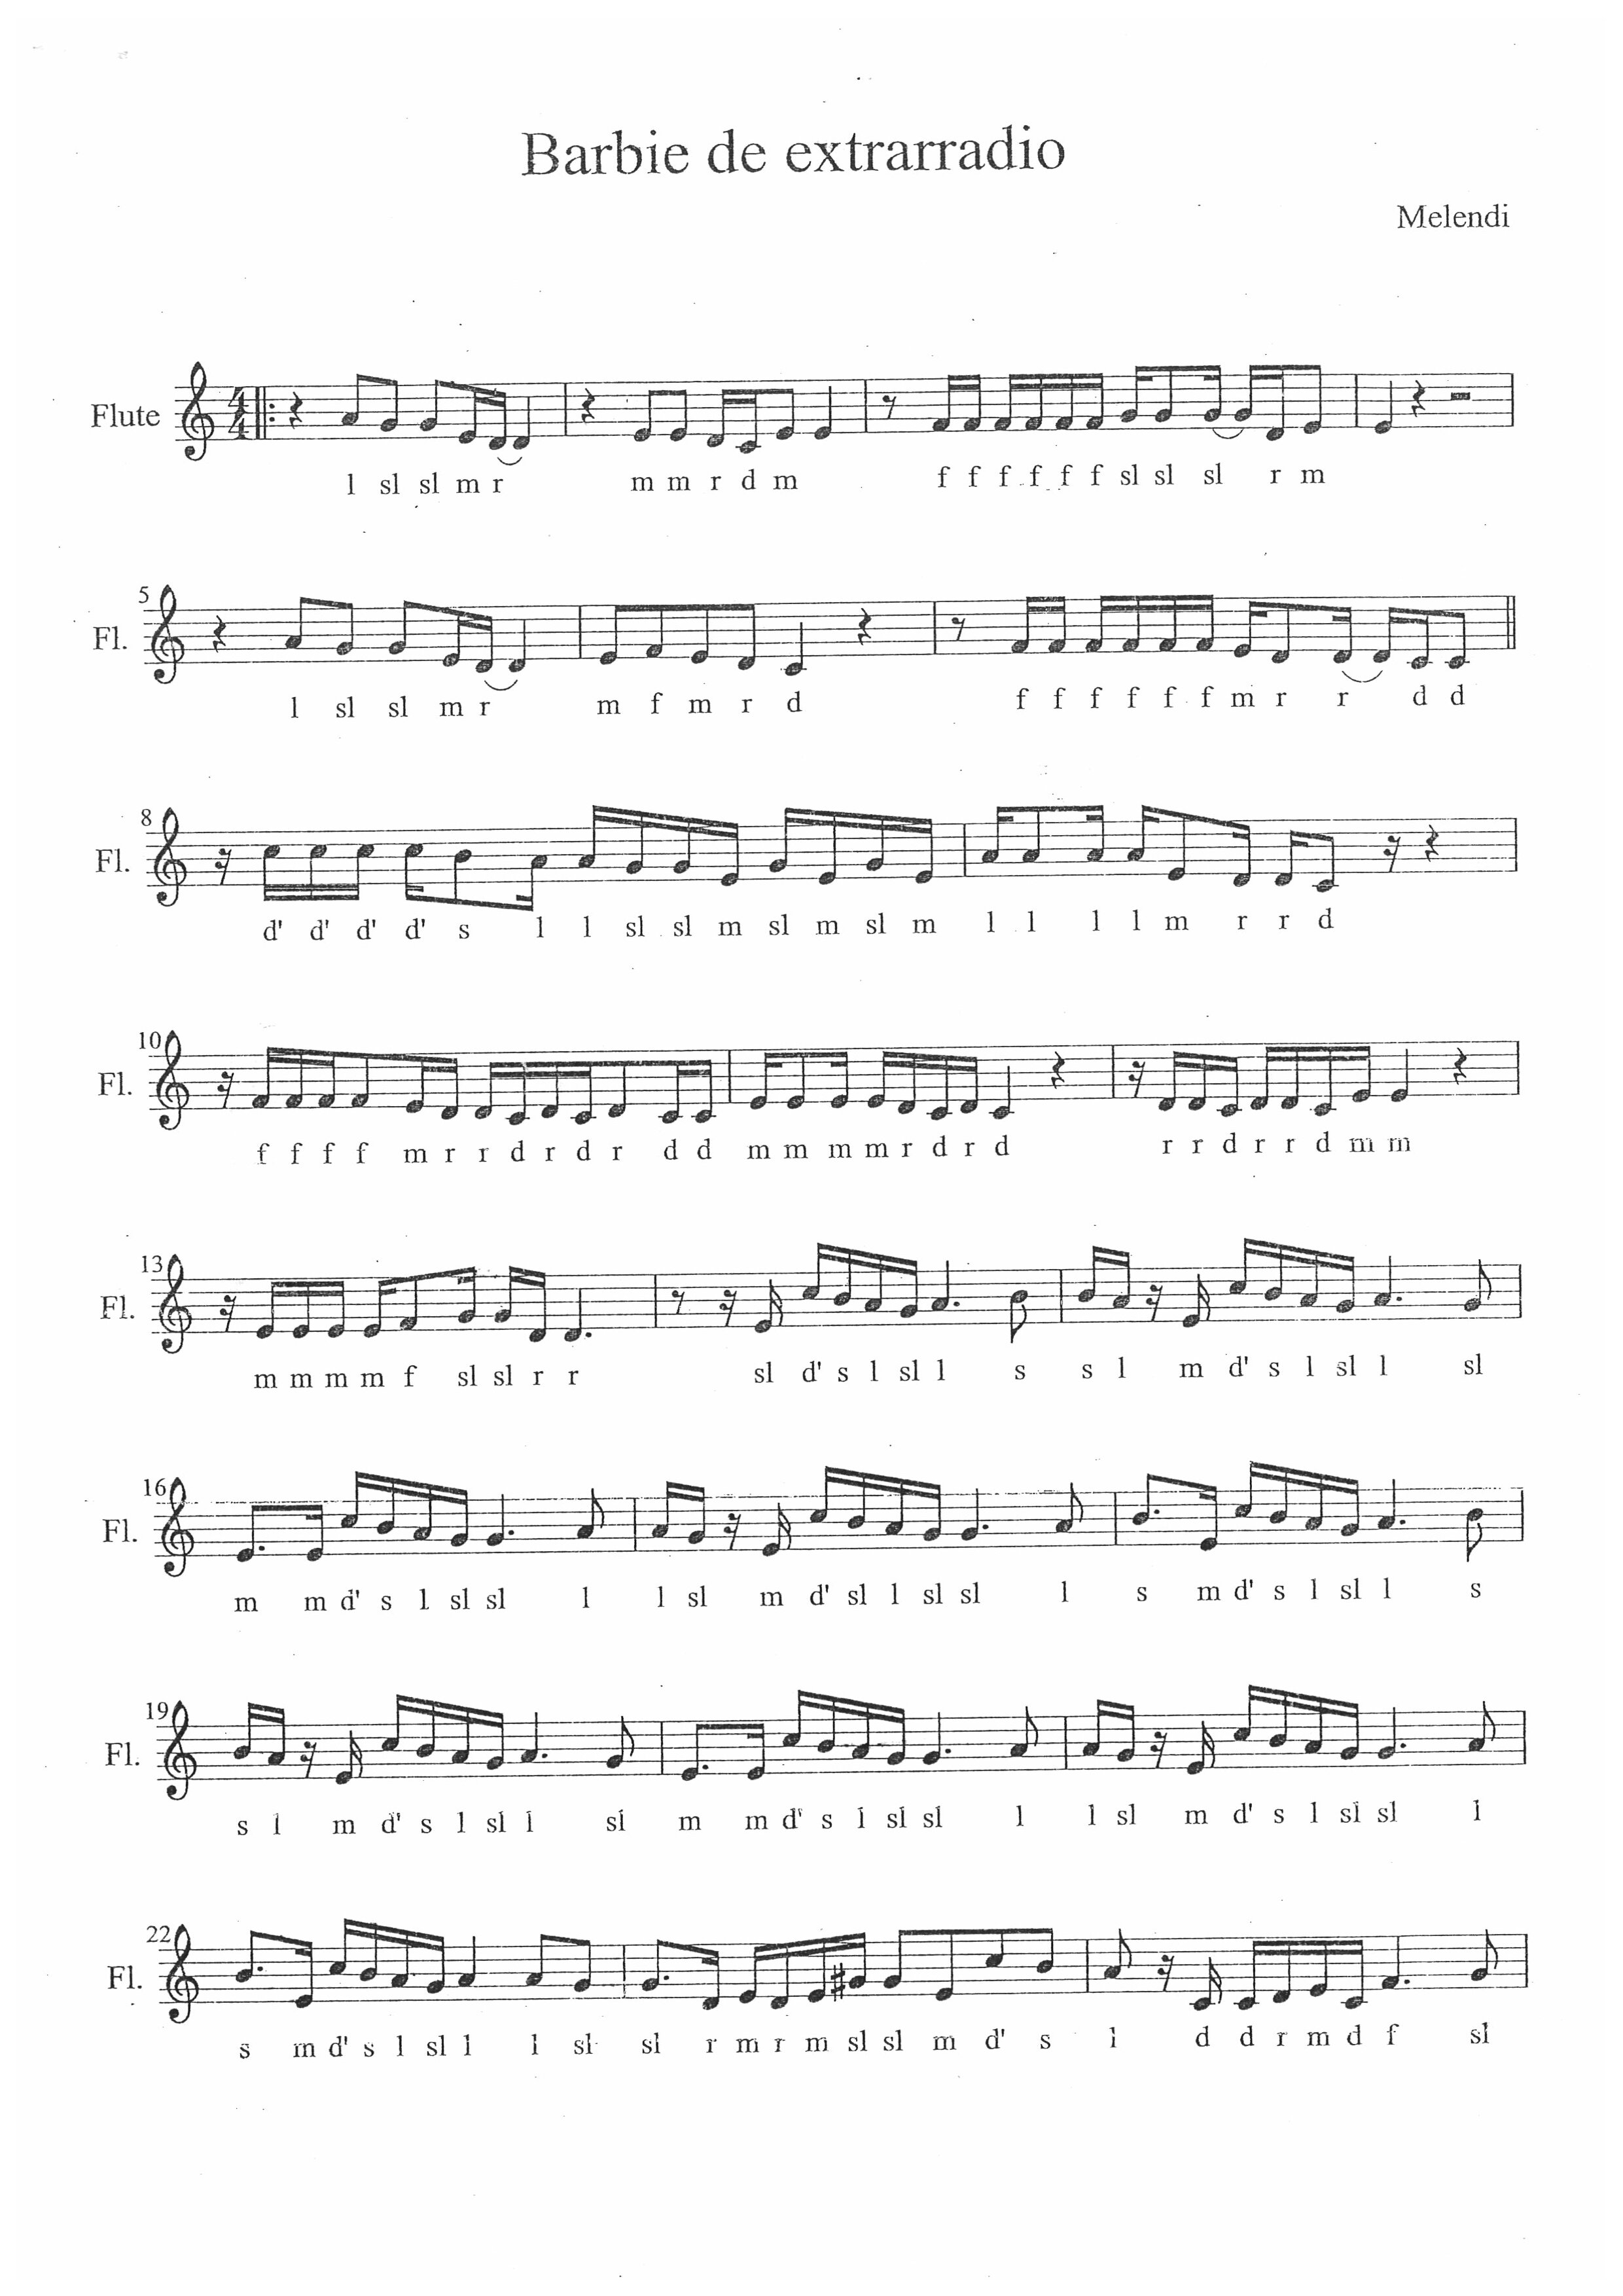 Barbie de extrarradio
Melendi
Flute
4
4
l sl sl m r m m r d m f f f f f f sl sl sl r m
5
Fl.
l sl sl m r m f m r d f f f f f f m r r d d
8
Fl.
d' d' d' d' s l l sl sl m sl m sl m l l l l m r r d
10
Fl.
f f f f m r r d r d r d d m m m m r d r d r r d r r d m m
13
Fl.
m m m m f sl sl r r sl d' s l sl l s s l m d' s l sl l sl
16
Fl.
m m d' s l sl sl l l sl m d' sl l sl sl l s m d' s l sl l s
19
Fl.
s l m d' s l sl l sl m m d' s l sl sl l l sl m d' s l sl sl l
22
Fl.
s m d' s l sl l l sl sl r m r m sl sl m d' s l d d r m d f sl